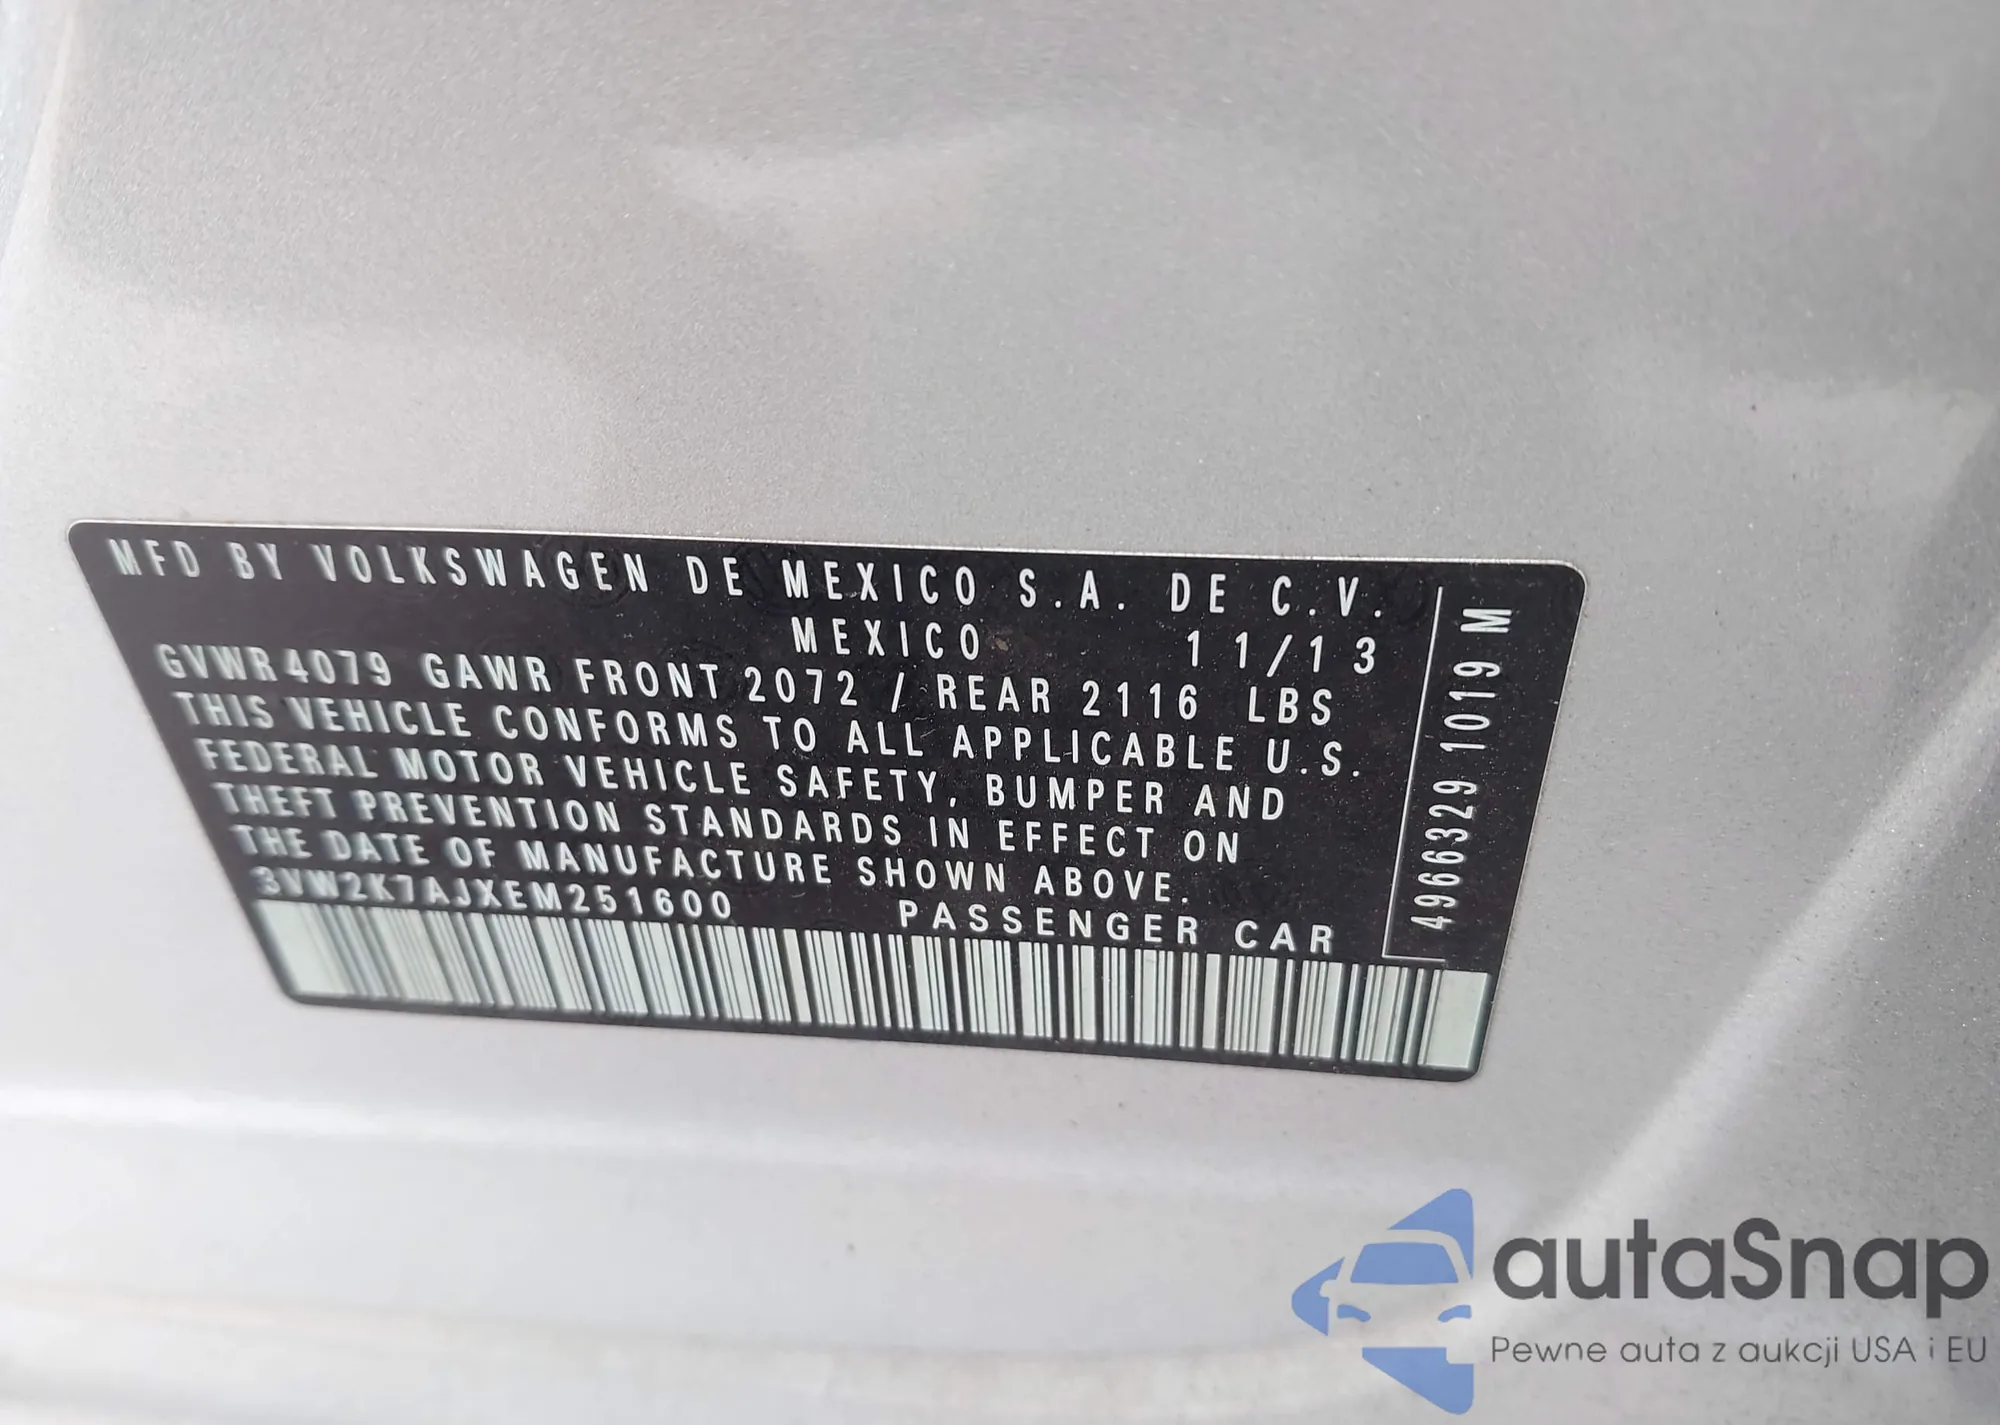 MFD BY VOLKSWAGEN DE MEXICO S.A. DE C.V.
MEXICO 11/13
GVWR 4079 GAWR FRONT 2072 / REAR 2116 LBS
THIS VEHICLE CONFORMS TO ALL APPLICABLE U.S.
FEDERAL MOTOR VEHICLE SAFETY, BUMPER AND
THEFT PREVENTION STANDARDS IN EFFECT ON
THE DATE OF MANUFACTURE SHOWN ABOVE.
3VW2K7AJXEM251600 PASSENGER CAR
4966329 1019 M
autaSnap
Pewne auta z aukcji USA i EU